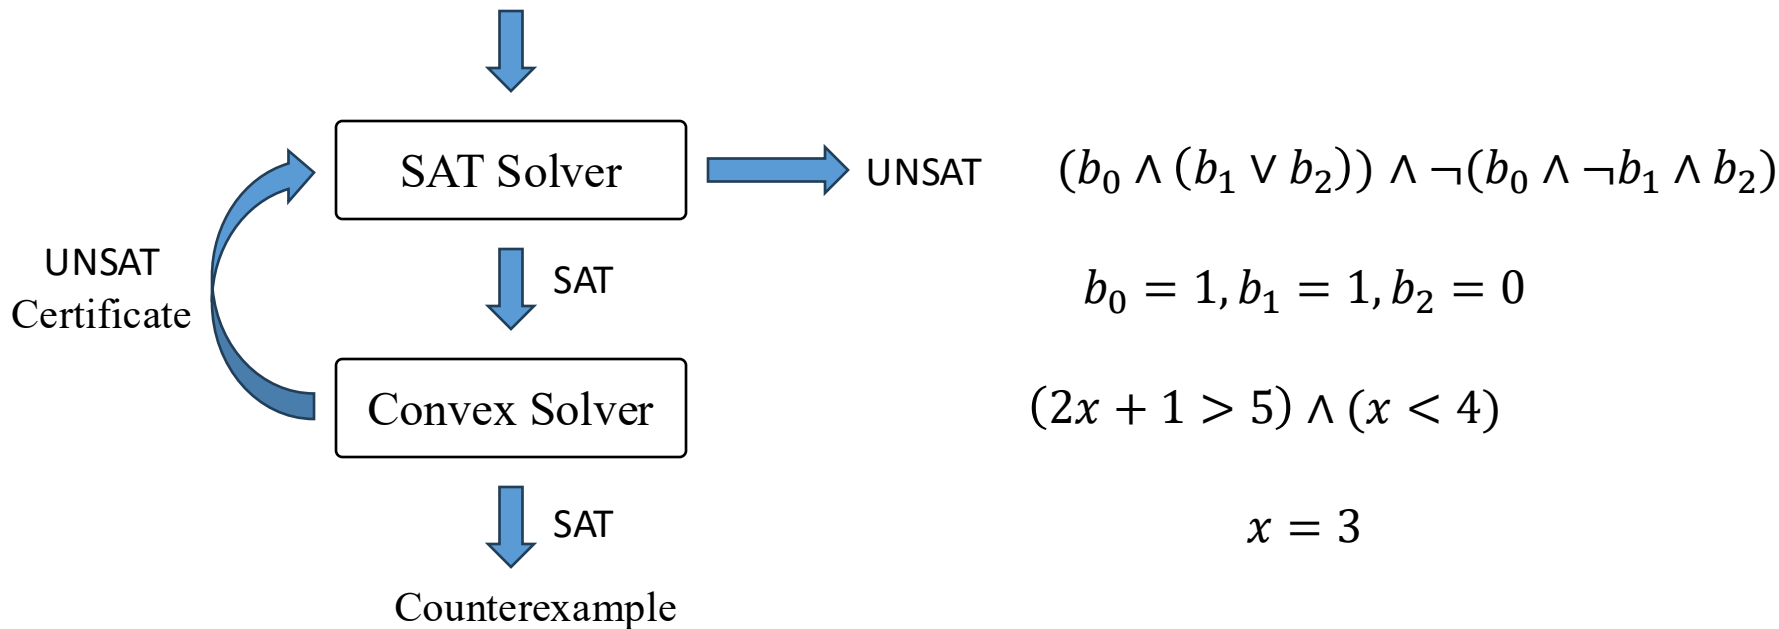 SAT Solver
UNSAT
(b₀ ∧ (b₁ ∨ b₂)) ∧ ¬(b₀ ∧ ¬b₁ ∧ b₂)
UNSAT
Certificate
SAT
b₀ = 1, b₁ = 1, b₂ = 0
Convex Solver
(2x + 1 > 5) ∧ (x < 4)
SAT
x = 3
Counterexample